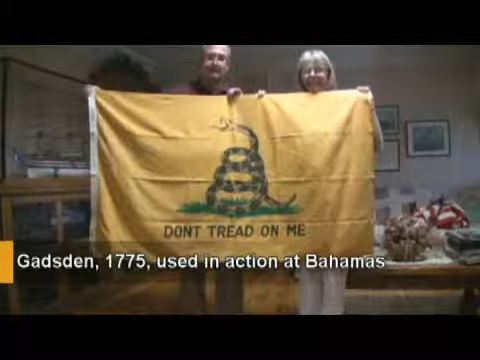 DONT TREAD ON ME
Gadsden, 1775, used in action at Bahamas